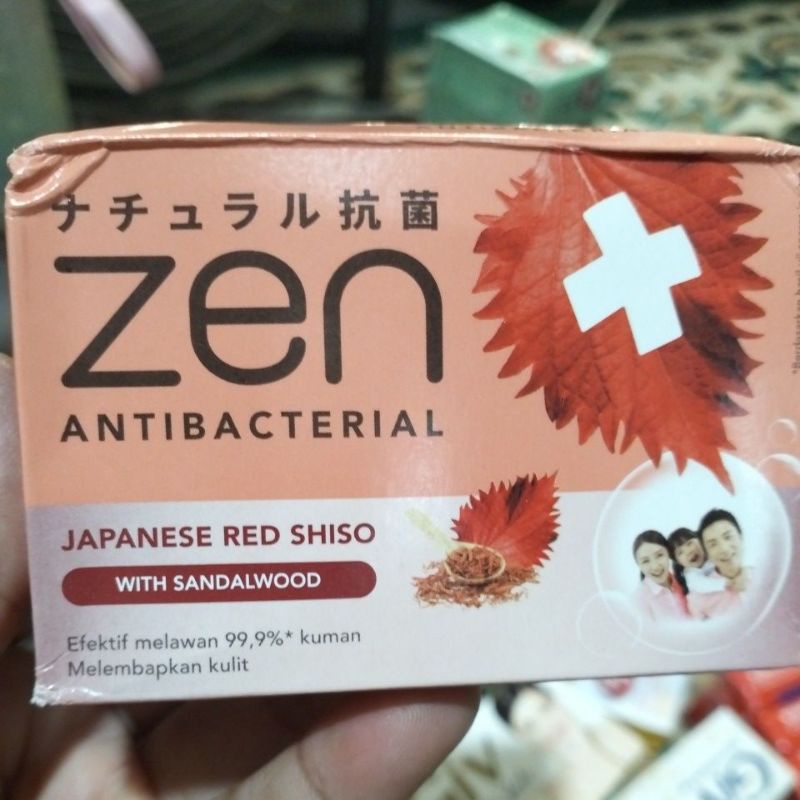 ナチュラル抗菌
zen
ANTIBACTERIAL
JAPANESE RED SHISO
WITH SANDALWOOD
Efektif melawan 99,9%* kuman
Melembapkan kulit